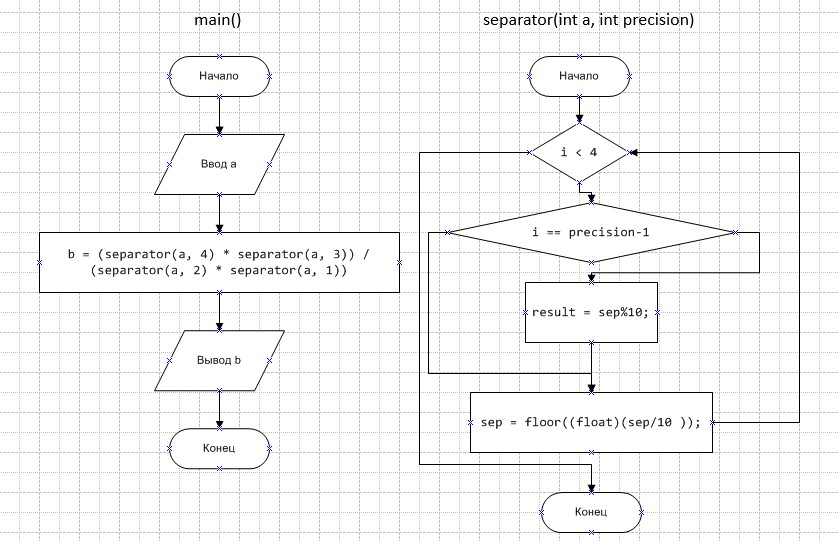 main()
Начало
Ввод a
b = (separator(a, 4) * separator(a, 3)) /
(separator(a, 2) * separator(a, 1))
Вывод b
Конец
separator(int a, int precision)
Начало
i < 4
i == precision-1
result = sep%10;
sep = floor((float)(sep/10 ));
Конец